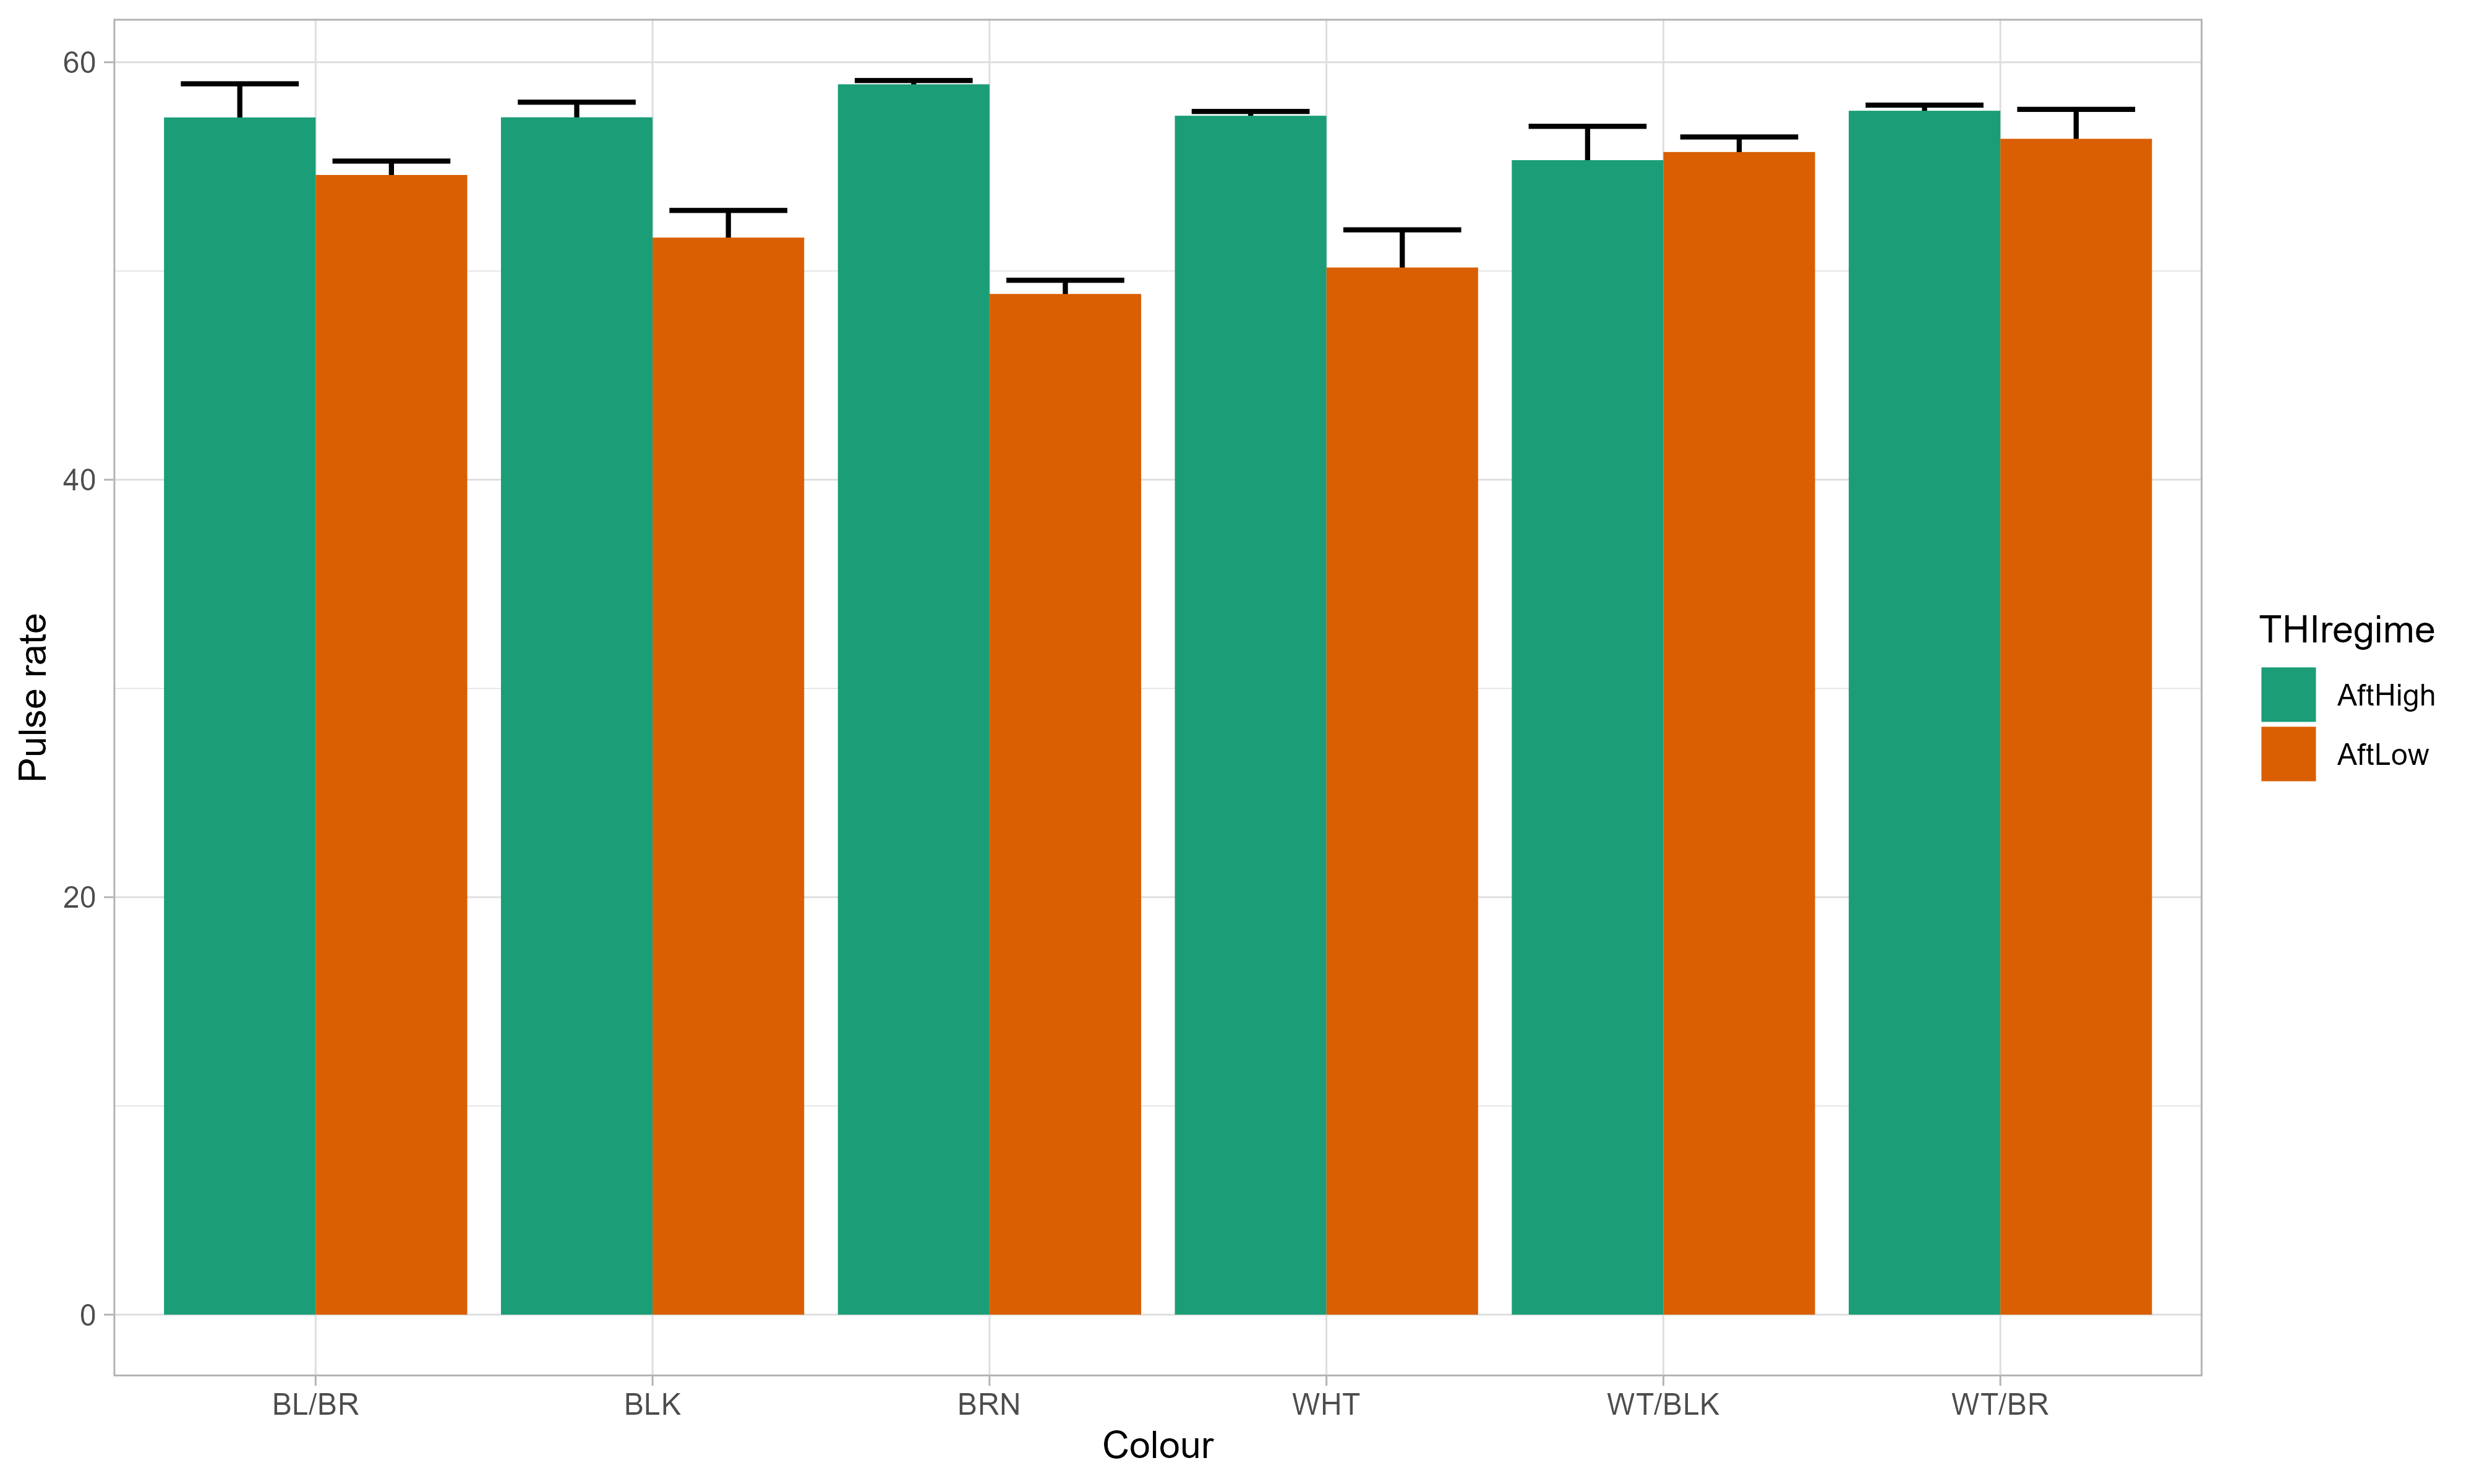 60
40
20
0
Pulse rate
BL/BR BLK BRN WHT WT/BLK WT/BR
Colour
THIregime
AftHigh
AftLow